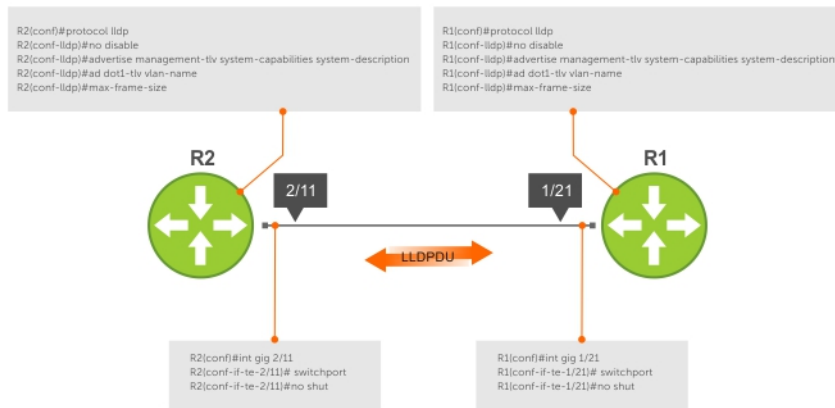 R2(conf)#protocol lldp
R2(conf-lldp)#no disable
R2(conf-lldp)#advertise management-tlv system-capabilities system-description
R2(conf-lldp)#ad dot1-tlv vlan-name
R2(conf-lldp)#max-frame-size
R1(conf)#protocol lldp
R1(conf-lldp)#no disable
R1(conf-lldp)#advertise management-tlv system-capabilities system-description
R1(conf-lldp)#ad dot1-tlv vlan-name
R1(conf-lldp)#max-frame-size
R2
R1
2/11
1/21
LLDPDU
R2(conf)#int gig 2/11
R2(conf-if-te-2/11)# switchport
R2(conf-if-te-2/11)#no shut
R1(conf)#int gig 1/21
R1(conf-if-te-1/21)# switchport
R1(conf-if-te-1/21)#no shut